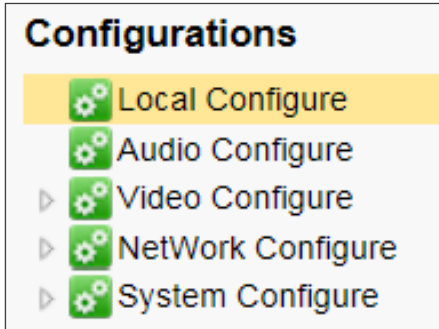 Configurations
Local Configure
Audio Configure
Video Configure
NetWork Configure
System Configure